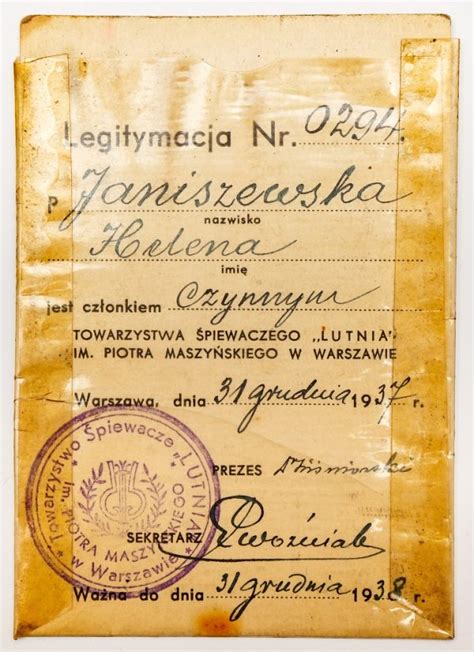 Legitymacja Nr. 0294.
P Janiszewska
nazwisko
Helena
imię
jest członkiem czynnym
TOWARZYSTWA ŚPIEWACZEGO „LUTNIA"
IM. PIOTRA MASZYŃSKIEGO W WARSZAWIE
Warszawa, dnia 31 grudnia 1937 r.
Towarzystwo Śpiewacze „LUTNIA"
im. PIOTRA MASZYŃSKIEGO
w Warszawie
PREZES
SEKRETARZ
Ważna do dnia 31 grudnia 1938 r.